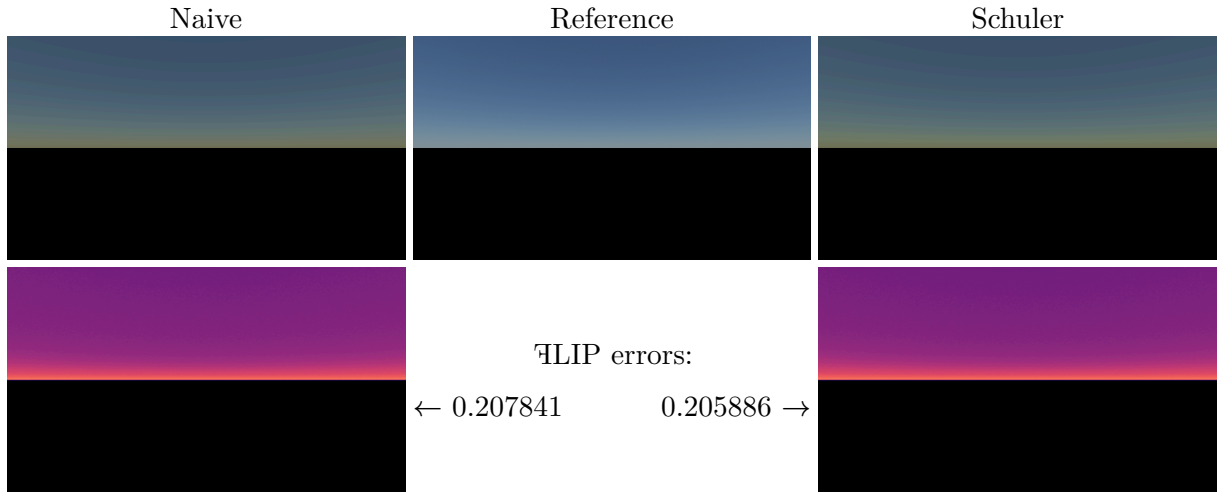 Naive
Reference
Schuler
ꟻLIP errors:
← 0.207841
0.205886 →